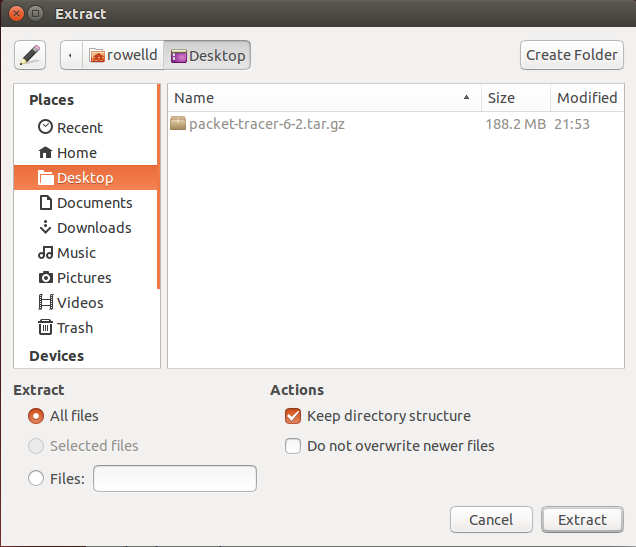 Extract
rowelld Desktop Create Folder
Places
Recent
Home
Desktop
Documents
Downloads
Music
Pictures
Videos
Trash
Devices
Name Size Modified
packet-tracer-6-2.tar.gz 188.2 MB 21:53
Extract
All files
Selected files
Files:
Actions
Keep directory structure
Do not overwrite newer files
Cancel Extract